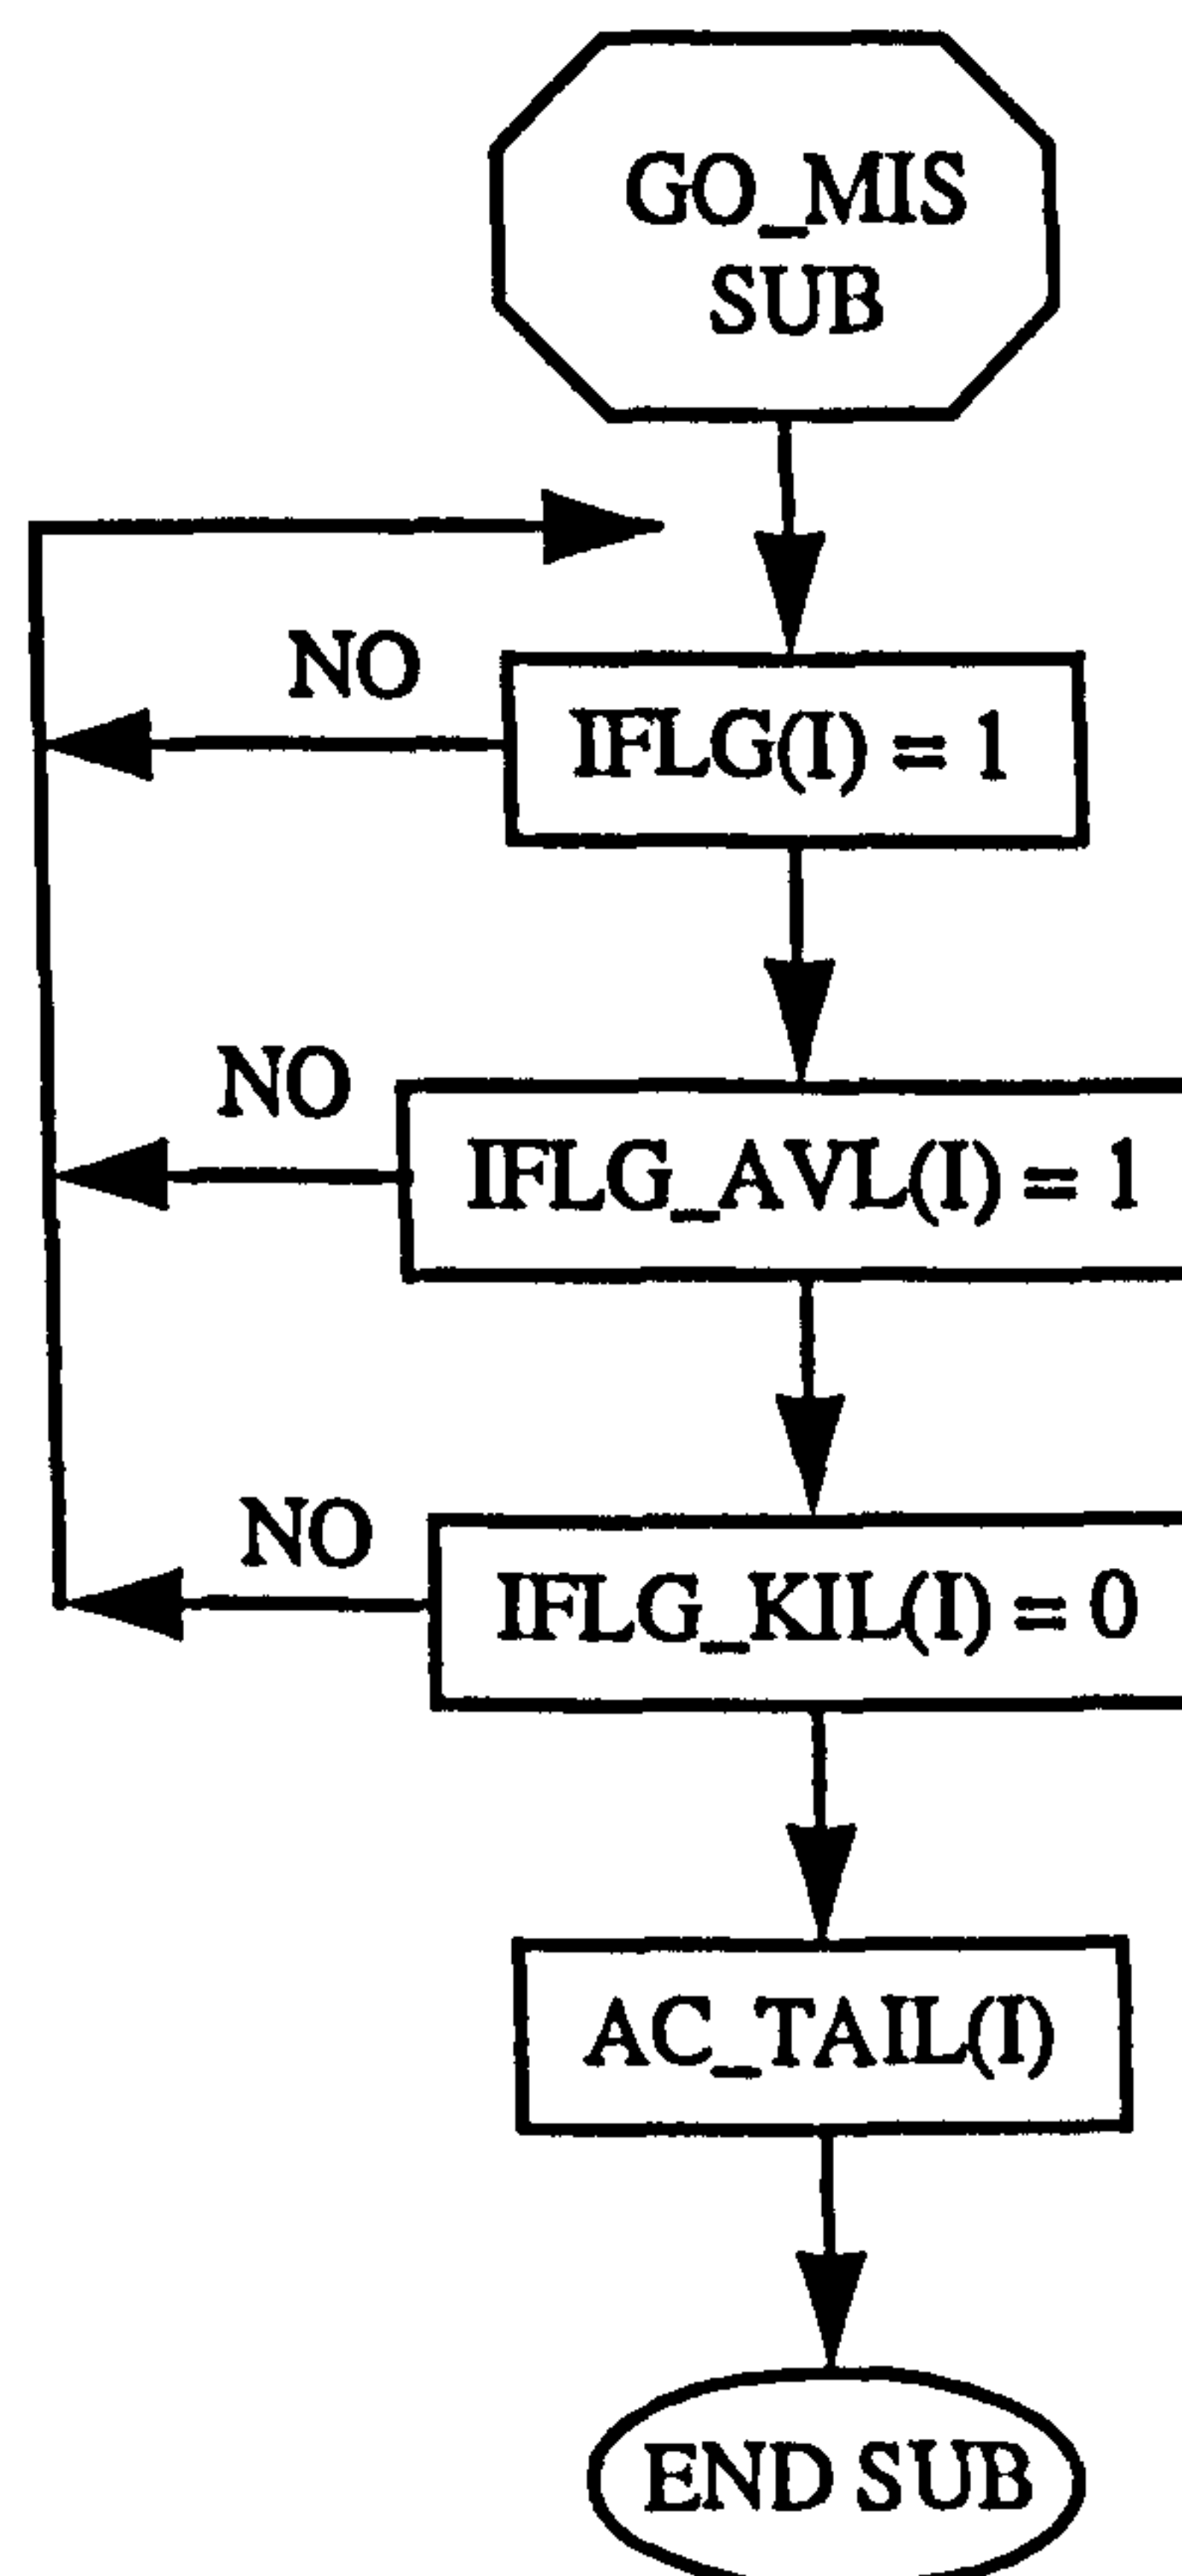 GO_MIS
SUB
NO
IFLG(I) = 1
NO
IFLG_AVL(I) = 1
NO
IFLG_KIL(I) = 0
AC_TAIL(I)
END SUB